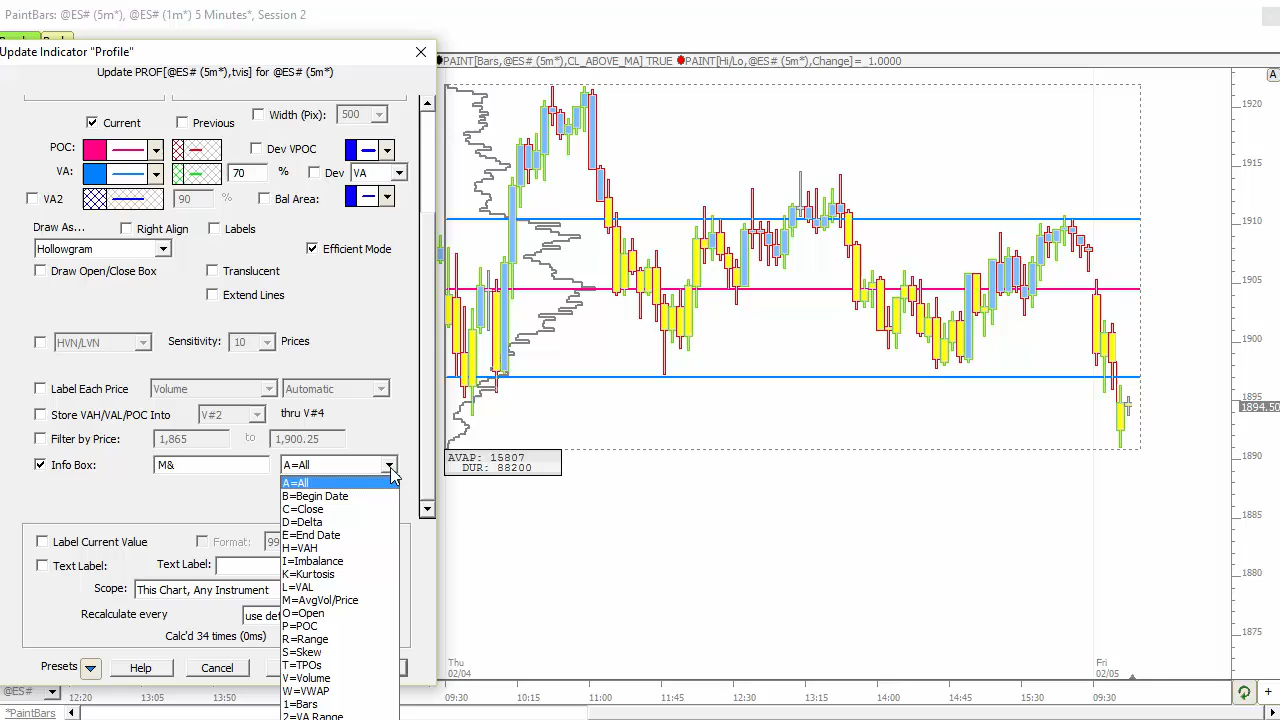 PaintBars: @ES# (5m*), @ES# (1m*) 5 Minutes*, Session 2
Update Indicator "Profile"
Update PROF[@ES# (5m*),tvis] for @ES# (5m*)
PAINT[Bars,@ES# (5m*),CL_ABOVE_MA] TRUE PAINT[Hi/Lo,@ES# (5m*),Change]= 1.0000
A
Current Previous Width (Pix): 500
POC: Dev VPOC
VA: 70 % Dev VA
VA2 90 % Bal Area:
Draw As... Right Align Labels
Hollowgram Efficient Mode
Draw Open/Close Box Translucent
Extend Lines
HVN/LVN Sensitivity: 10 Prices
Label Each Price Volume Automatic
Store VAH/VAL/POC Into V#2 thru V#4
Filter by Price: 1,865 to 1,900.25
Info Box: M& A=All
A=All
B=Begin Date
C=Close
D=Delta
E=End Date
H=VAH
I=Imbalance
K=Kurtosis
L=VAL
M=AvgVol/Price
O=Open
P=POC
R=Range
S=Skew
T=TPOs
V=Volume
W=VWAP
1=Bars
2=VA Range
Label Current Value Format: 99
Text Label: Text Label:
Scope: This Chart, Any Instrument
Recalculate every use def
Calc'd 34 times (0ms)
Presets Help Cancel
AVAP: 15807
DUR: 88200
1920
1915
1910
1905
1900
1895
1894.50
1890
1885
1880
1875
Thu
02/04
Fri
02/05
@ES# 12:20 13:05 13:50 09:30 10:15 11:00 11:45 12:30 13:15 14:00 14:45 15:30 09:30
*PaintBars